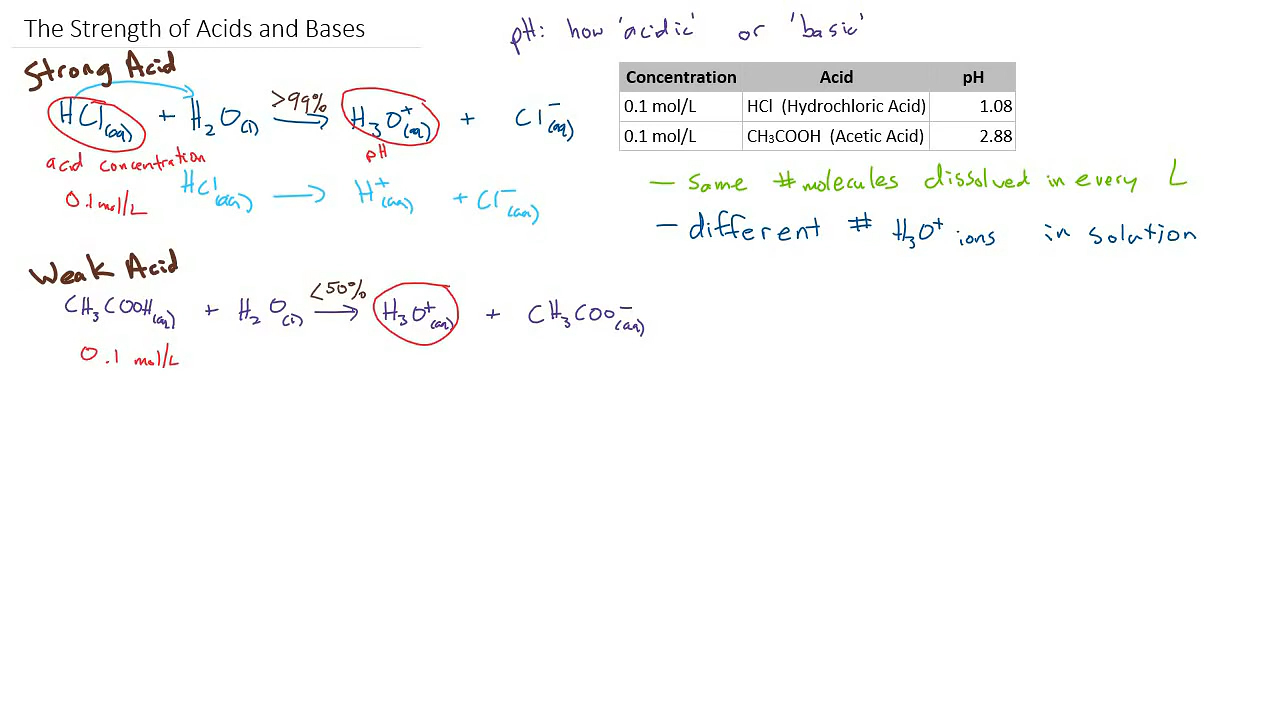 The Strength of Acids and Bases
pH: how 'acidic' or 'basic'
Strong Acid
HCl(aq) + H2O(l) >99% → H3O+(aq) + Cl−(aq)
acid concentration
pH
0.1 mol/L
HCl(aq) → H+(aq) + Cl−(aq)
Concentration Acid pH
0.1 mol/L HCl (Hydrochloric Acid) 1.08
0.1 mol/L CH3COOH (Acetic Acid) 2.88
— same # molecules dissolved in every L
— different # H3O+ ions in solution
Weak Acid
CH3COOH(aq) + H2O(l) <50% → H3O+(aq) + CH3COO−(aq)
0.1 mol/L